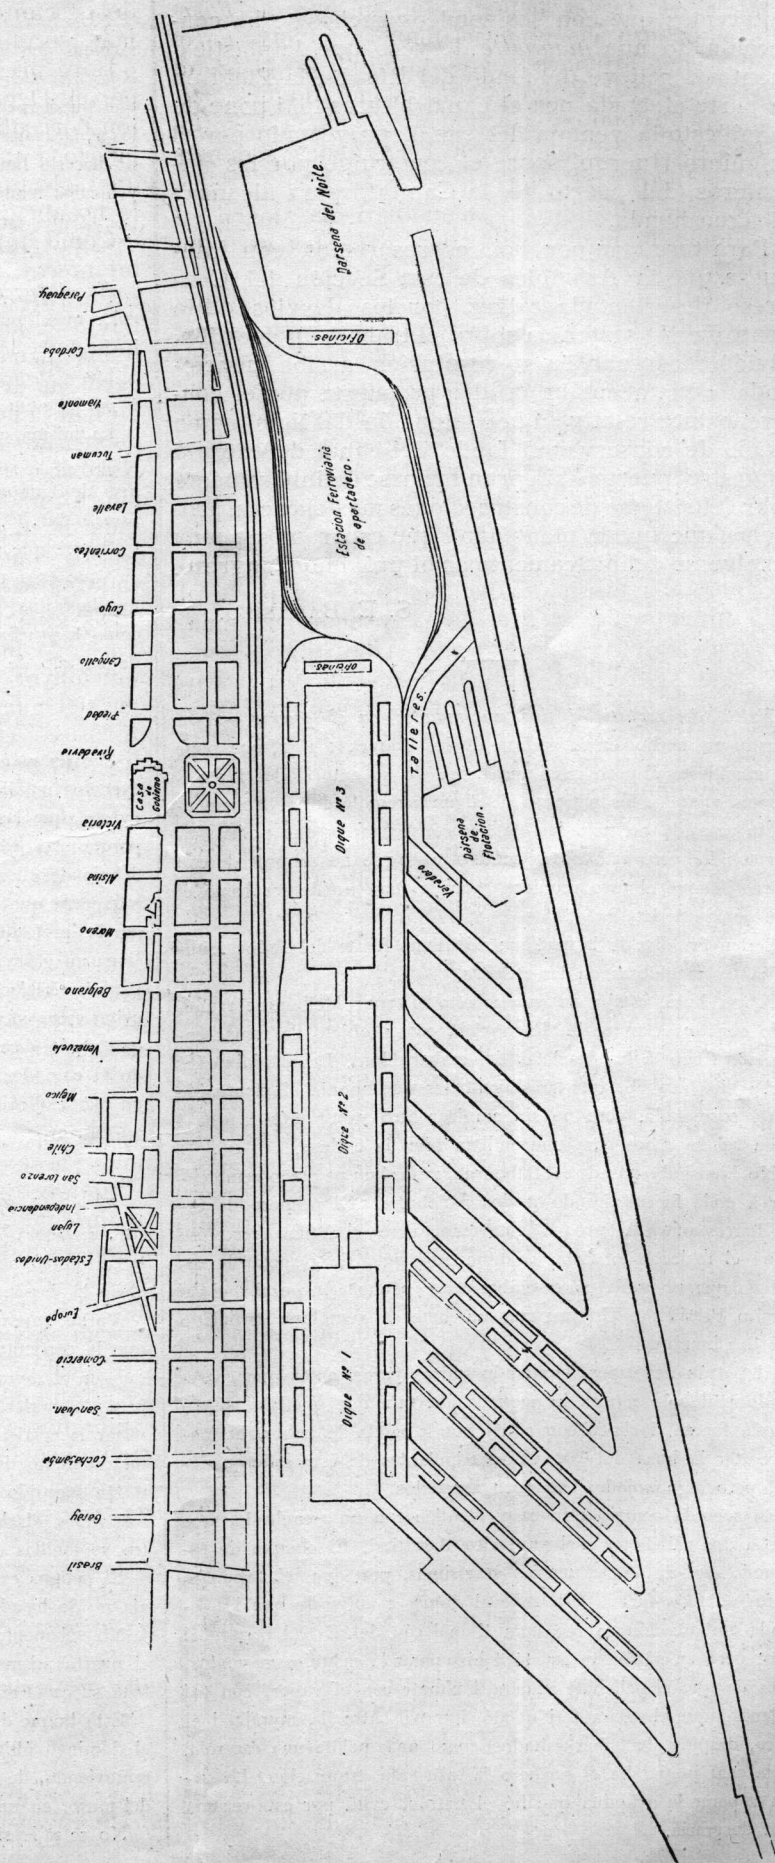 Darsena del Norte.
Oficinas.
Paraguay.
Cordoba
Viamonte
Tucuman
Lavalle
Corrientes
Cuyo
Cangallo
Piedad
Rivadavia
Victoria
Alsina
Moreno
Belgrano
Venezuela
Mejico
Chile
San Lorenzo
Independencia
Lujan
Estados-Unidos
Europa
Comercio
San Juan.
Cochabamba
Garay
Brasil
Estacion Ferroviaria
de apartadero.
oficinas.
Talleres.
Casa
de
Gobierno
Dique Nº 3
Darsena
de
Flotacion.
Varadero
Dique Nº 2
Dique Nº 1